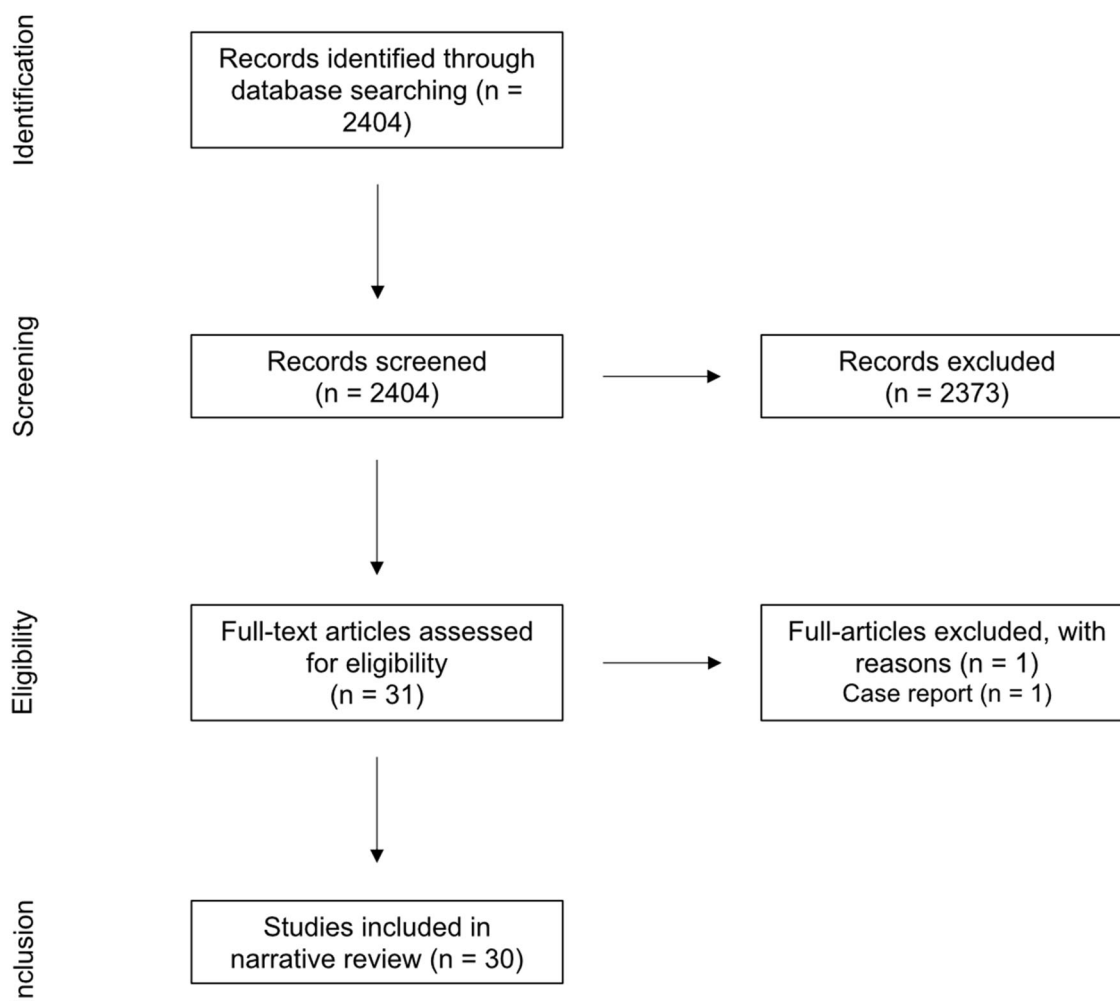 Identification
Records identified through
database searching (n =
2404)
Screening
Records screened
(n = 2404)
Records excluded
(n = 2373)
Eligibility
Full-text articles assessed
for eligibility
(n = 31)
Full-articles excluded, with
reasons (n = 1)
Case report (n = 1)
nclusion
Studies included in
narrative review (n = 30)